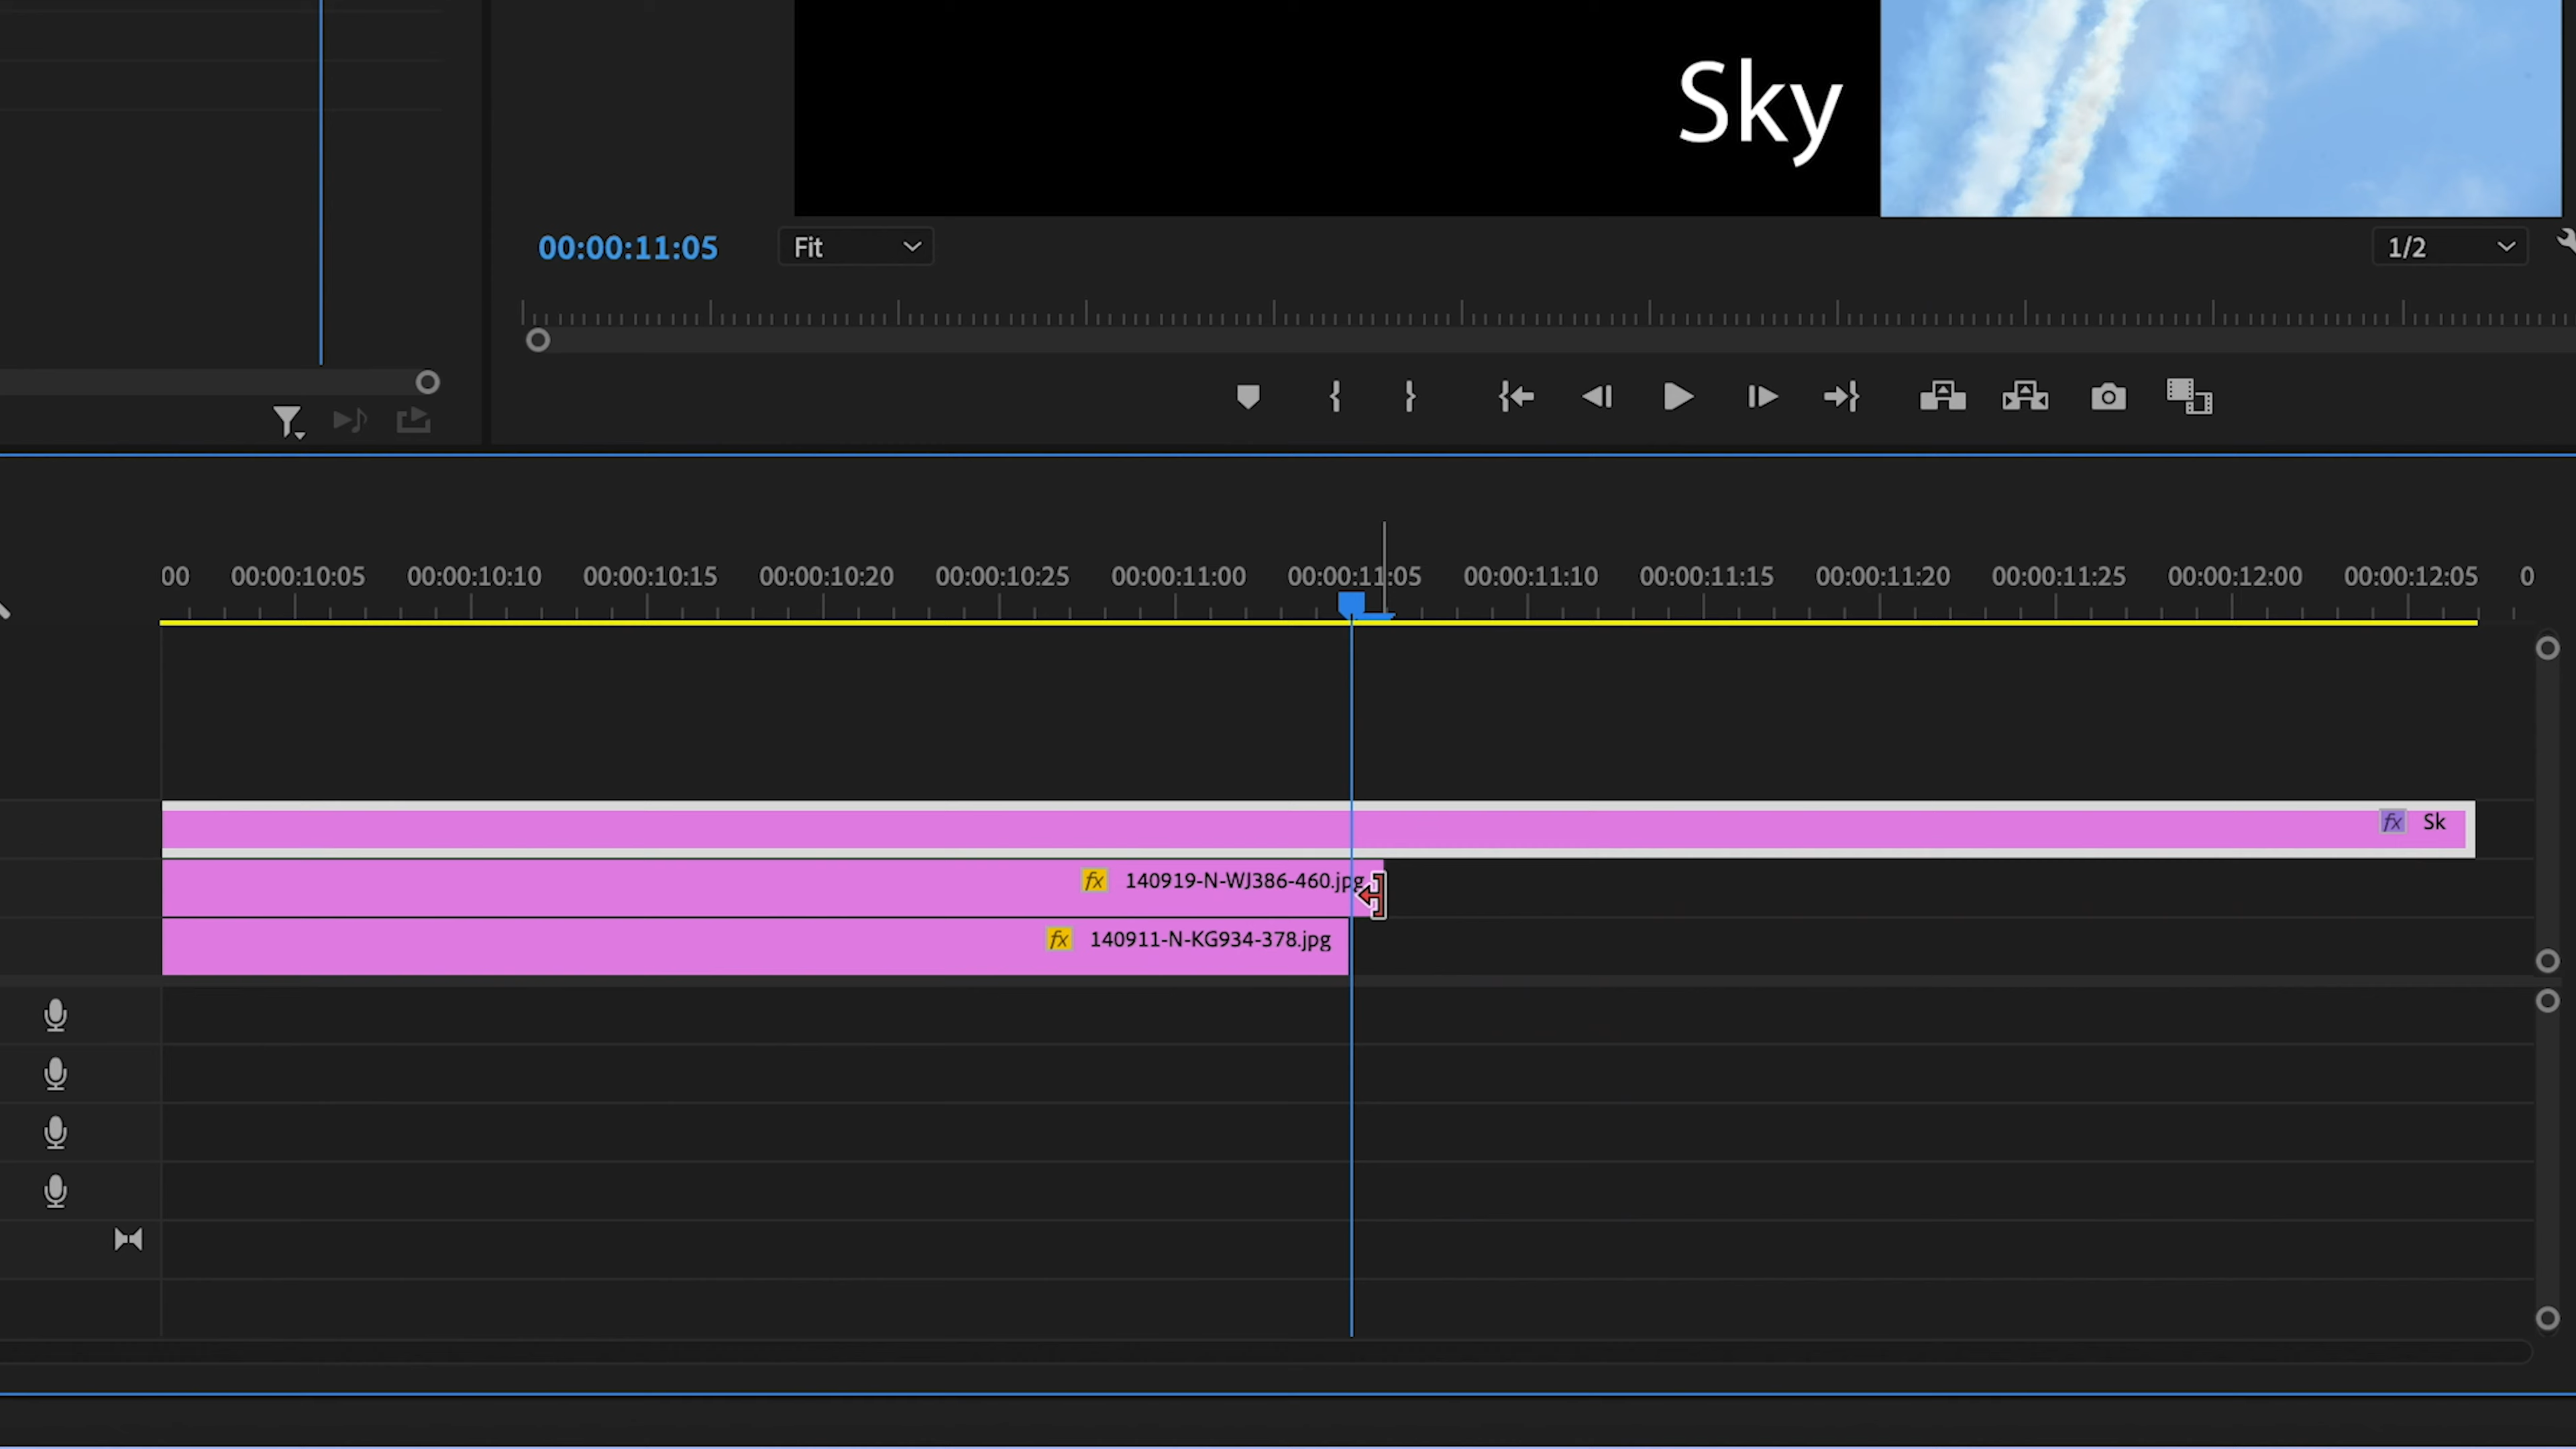 Sky
00:00:11:05 Fit 1/2
00 00:00:10:05 00:00:10:10 00:00:10:15 00:00:10:20 00:00:10:25 00:00:11:00 00:00:11:05 00:00:11:10 00:00:11:15 00:00:11:20 00:00:11:25 00:00:12:00 00:00:12:05 0
fx Sk
fx 140919-N-WJ386-460.jpg
fx 140911-N-KG934-378.jpg